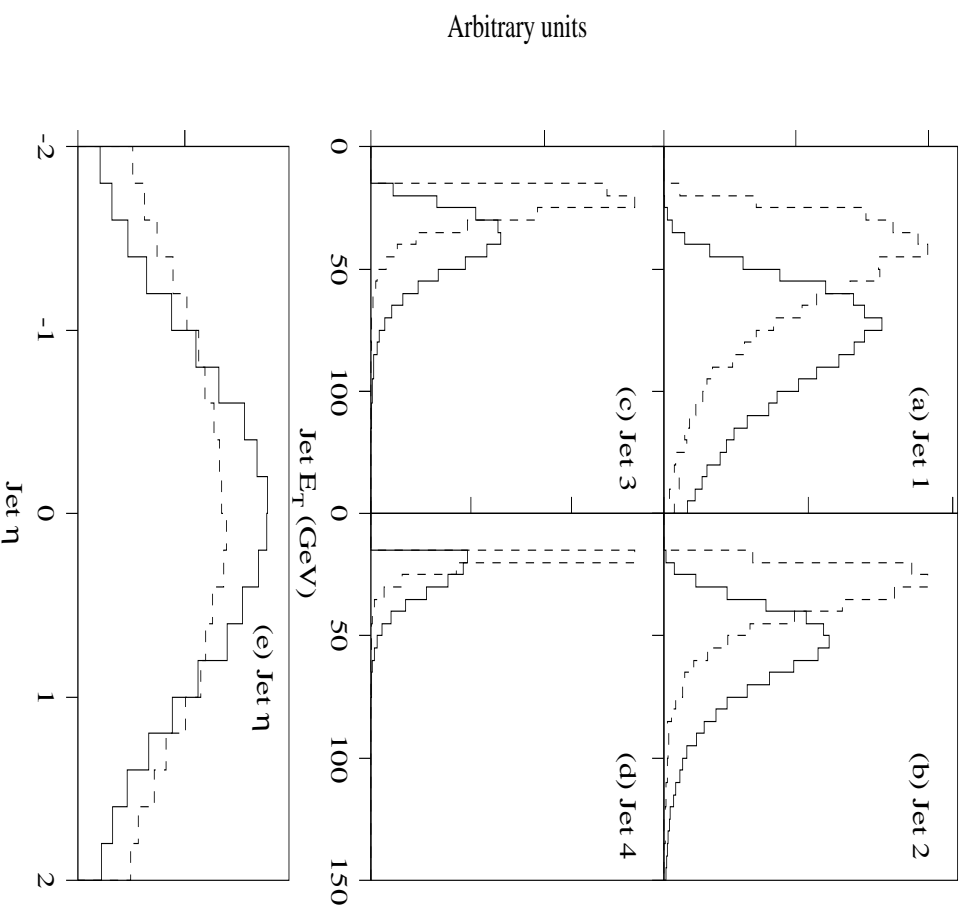 Arbitrary units
(a) Jet 1
(b) Jet 2
(c) Jet 3
(d) Jet 4
0
50
100
0
50
100
150
Jet E_T (GeV)
(e) Jet η
-2
-1
0
1
2
Jet η